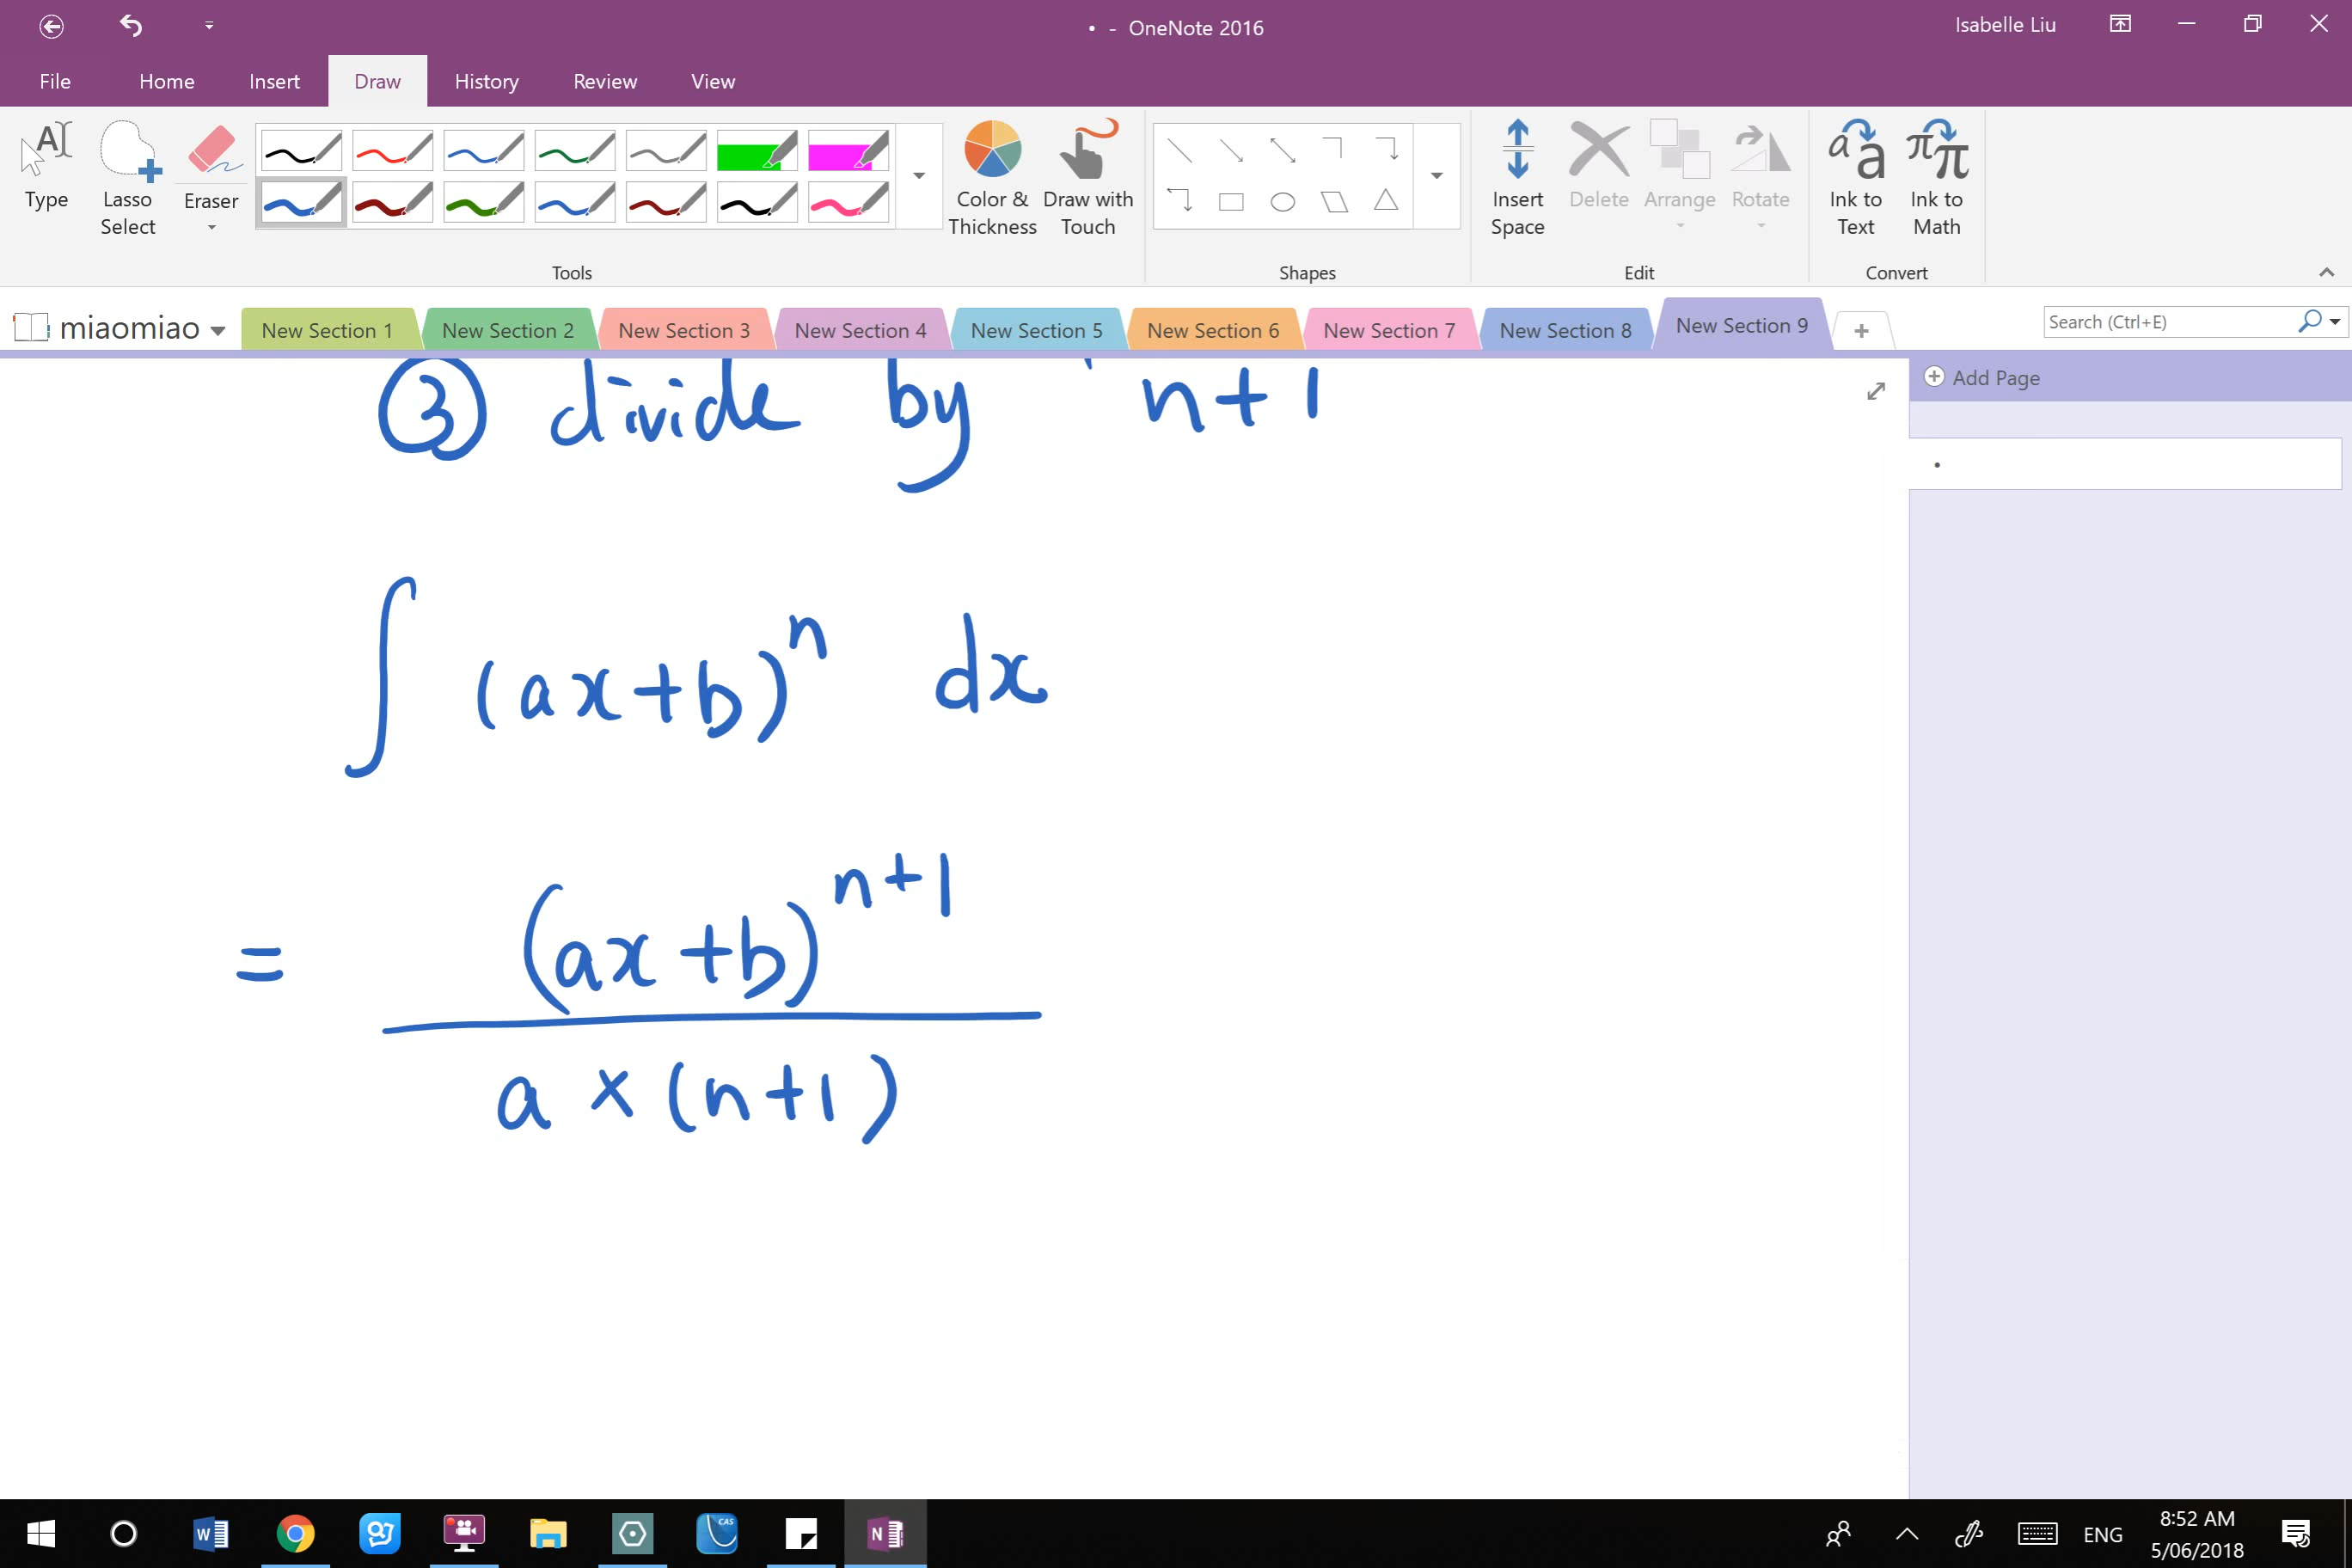 • - OneNote 2016
Isabelle Liu
File Home Insert Draw History Review View
Type
Lasso Select
Eraser
Color & Thickness
Draw with Touch
Insert Space
Delete
Arrange
Rotate
Ink to Text
Ink to Math
Tools Shapes Edit Convert
miaomiao New Section 1 New Section 2 New Section 3 New Section 4 New Section 5 New Section 6 New Section 7 New Section 8 New Section 9 +
Search (Ctrl+E)
Add Page
•
③ divide by n+1
∫ (ax+b)^n dx
= (ax+b)^{n+1}
a × (n+1)
CAS
ENG
8:52 AM
5/06/2018